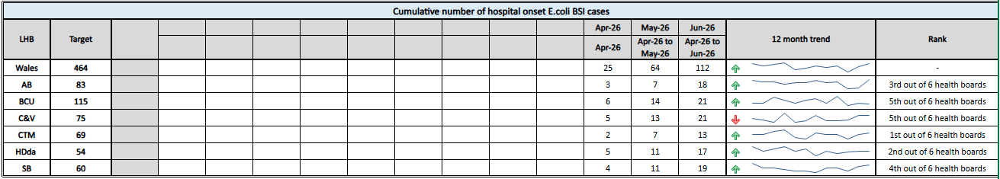 Cumulative number of hospital onset E.coli BSI cases
LHB Target Apr-26 May-26 Jun-26 12 month trend Rank
Apr-26 Apr-26 to May-26 Apr-26 to Jun-26
Wales 464 25 64 112 -
AB 83 3 7 18 3rd out of 6 health boards
BCU 115 6 14 21 5th out of 6 health boards
C&V 75 5 13 21 5th out of 6 health boards
CTM 69 2 7 13 1st out of 6 health boards
HDda 54 5 11 17 2nd out of 6 health boards
SB 60 4 11 19 4th out of 6 health boards